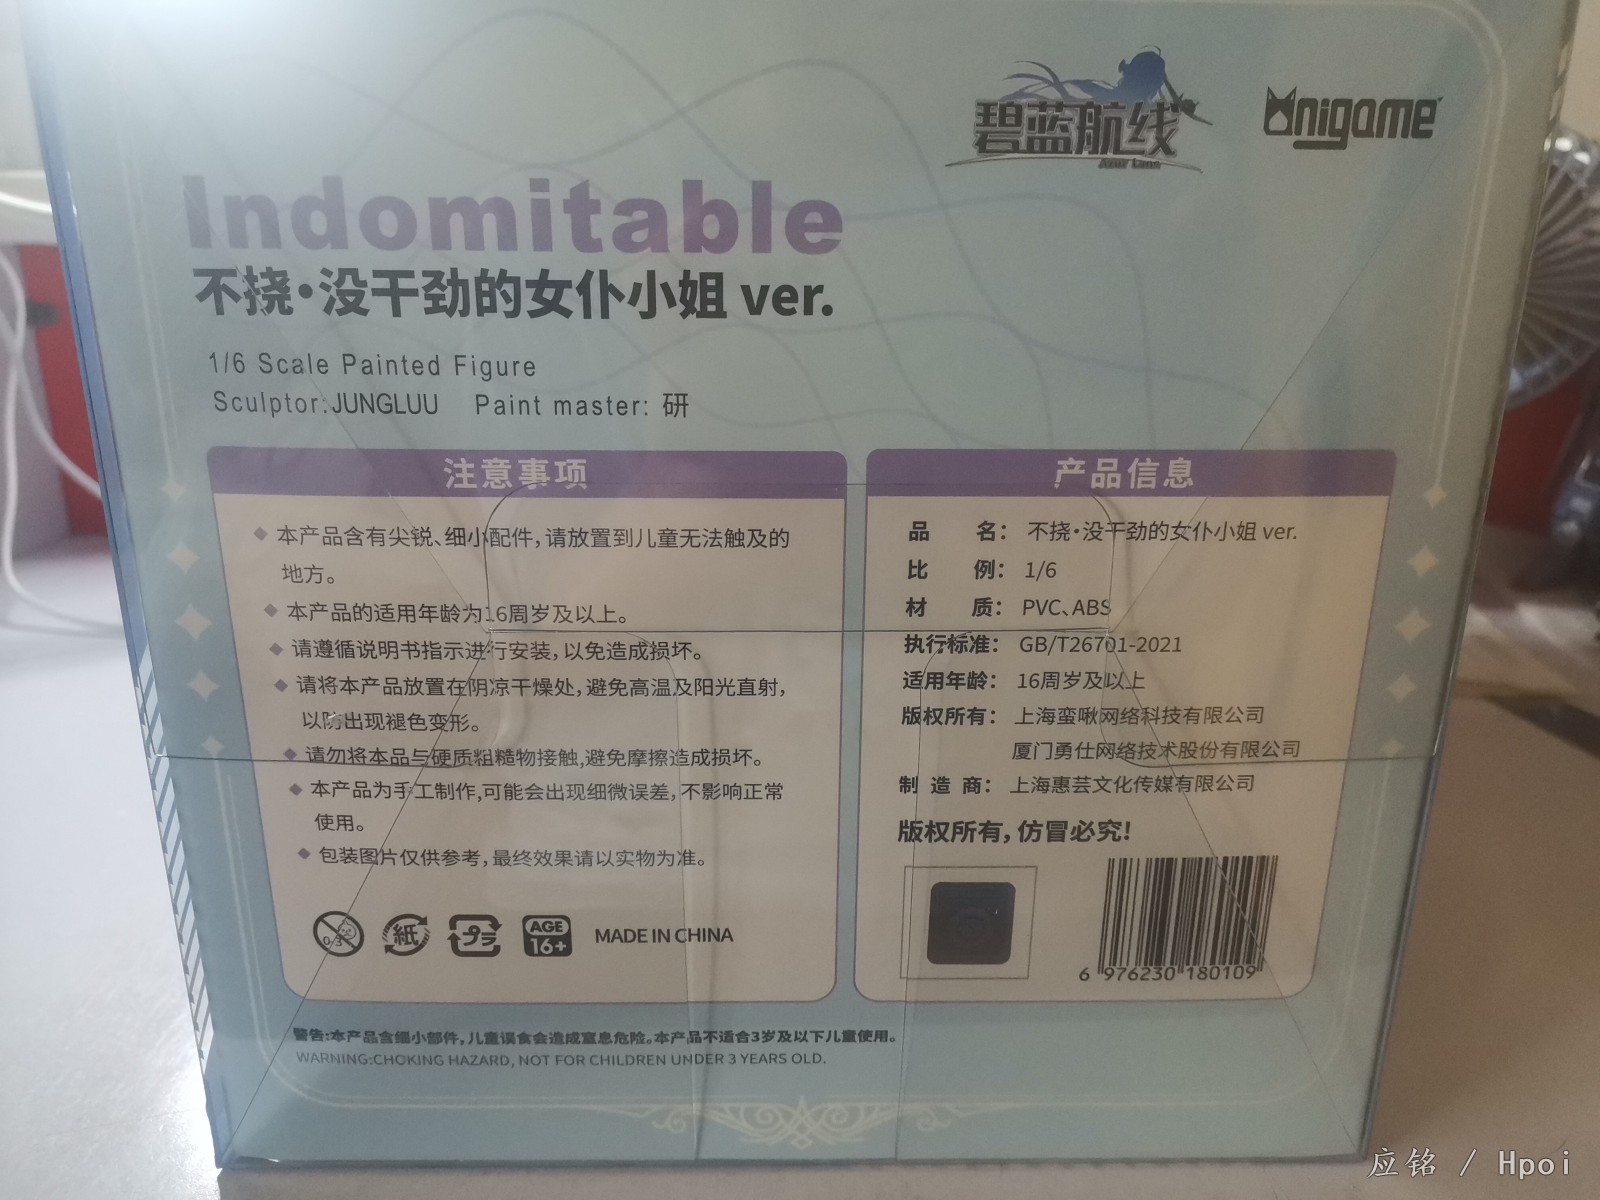 碧蓝航线
Azur Lane
Unigame
Indomitable
不挠·没干劲的女仆小姐 ver.
1/6 Scale Painted Figure
Sculptor:JUNGLUU Paint master: 研
注意事项
◆ 本产品含有尖锐、细小配件,请放置到儿童无法触及的
地方。
◆ 本产品的适用年龄为16周岁及以上。
◆ 请遵循说明书指示进行安装,以免造成损坏。
◆ 请将本产品放置在阴凉干燥处,避免高温及阳光直射,
以防出现褪色变形。
◆ 请勿将本品与硬质粗糙物接触,避免摩擦造成损坏。
◆ 本产品为手工制作,可能会出现细微误差,不影响正常
使用。
◆ 包装图片仅供参考,最终效果请以实物为准。
0-3
紙
プラ
AGE
16+
MADE IN CHINA
产品信息
品 名: 不挠·没干劲的女仆小姐 ver.
比 例: 1/6
材 质: PVC、ABS
执行标准: GB/T26701-2021
适用年龄: 16周岁及以上
版权所有: 上海蛮啾网络科技有限公司
厦门勇仕网络技术股份有限公司
制 造 商: 上海惠芸文化传媒有限公司
版权所有,仿冒必究!
6 976230 180109
警告:本产品含细小部件,儿童误食会造成窒息危险。本产品不适合3岁及以下儿童使用。
WARNING:CHOKING HAZARD, NOT FOR CHILDREN UNDER 3 YEARS OLD.
应铭 / Hpoi